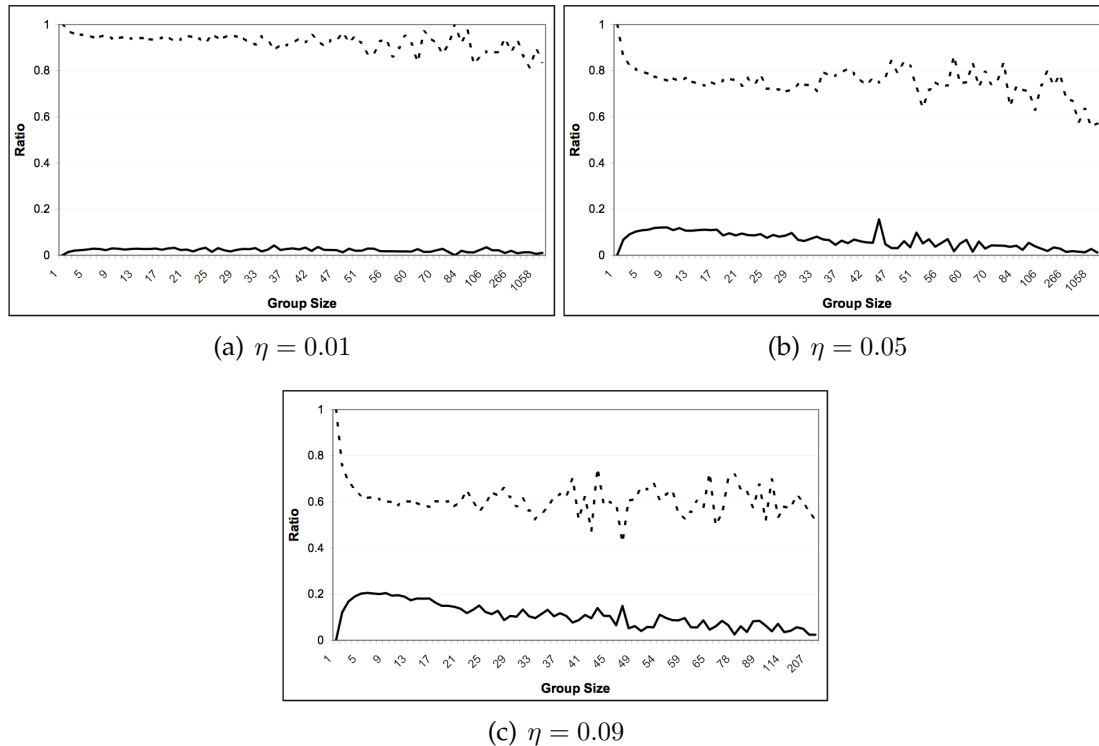 1
0.8
0.6
0.4
0.2
0
Ratio
1 5 9 13 17 21 25 29 33 37 42 47 54 60 70 84 106 266 1058
Group Size
(a) η = 0.01
1
0.8
0.6
0.4
0.2
0
Ratio
1 5 9 13 17 21 25 29 33 37 42 47 51 60 70 84 106 266 1058
Group Size
(b) η = 0.05
1
0.8
0.6
0.4
0.2
0
Ratio
1 5 9 13 17 21 25 29 33 37 41 45 49 54 59 65 78 89 114 207
Group Size
(c) η = 0.09